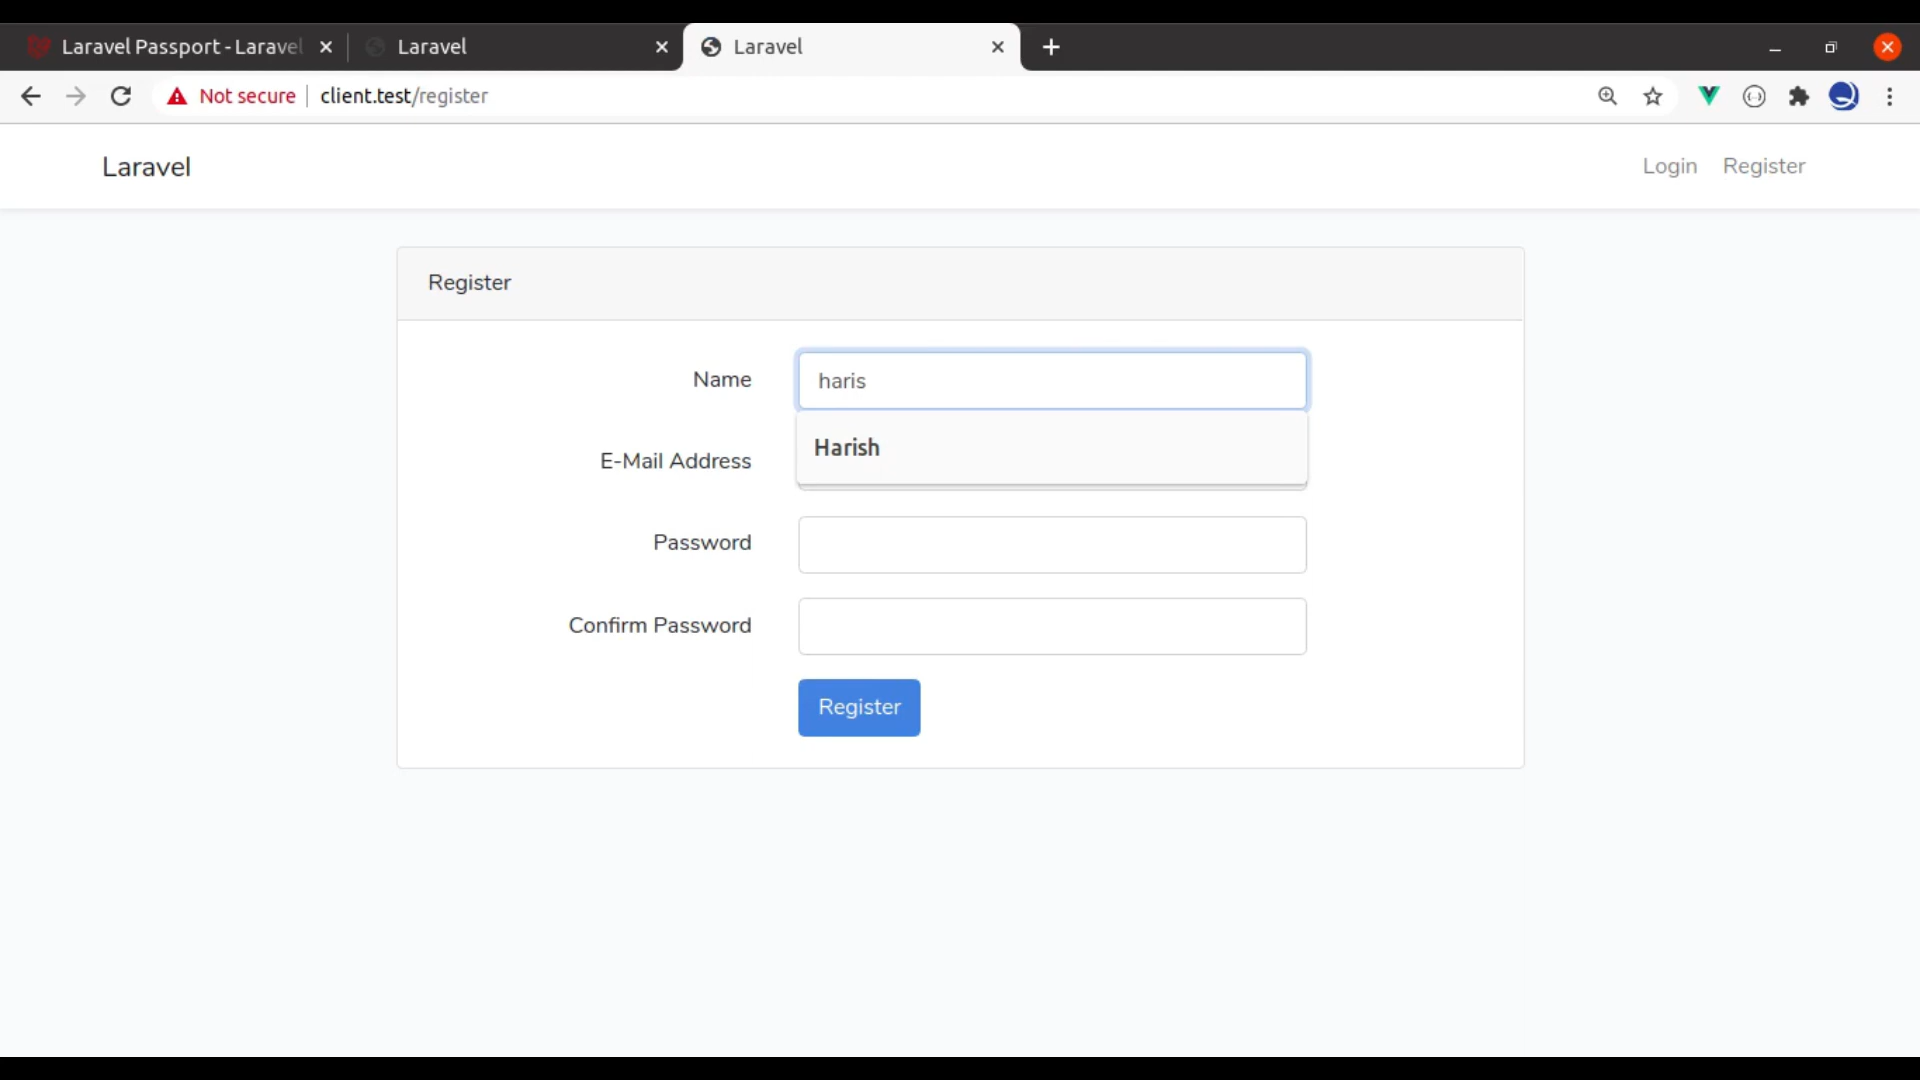 Laravel Passport - Laravel
Laravel
Laravel
Not secure
client.test/register
Laravel
Login
Register
Register
Name
haris
Harish
E-Mail Address
Password
Confirm Password
Register